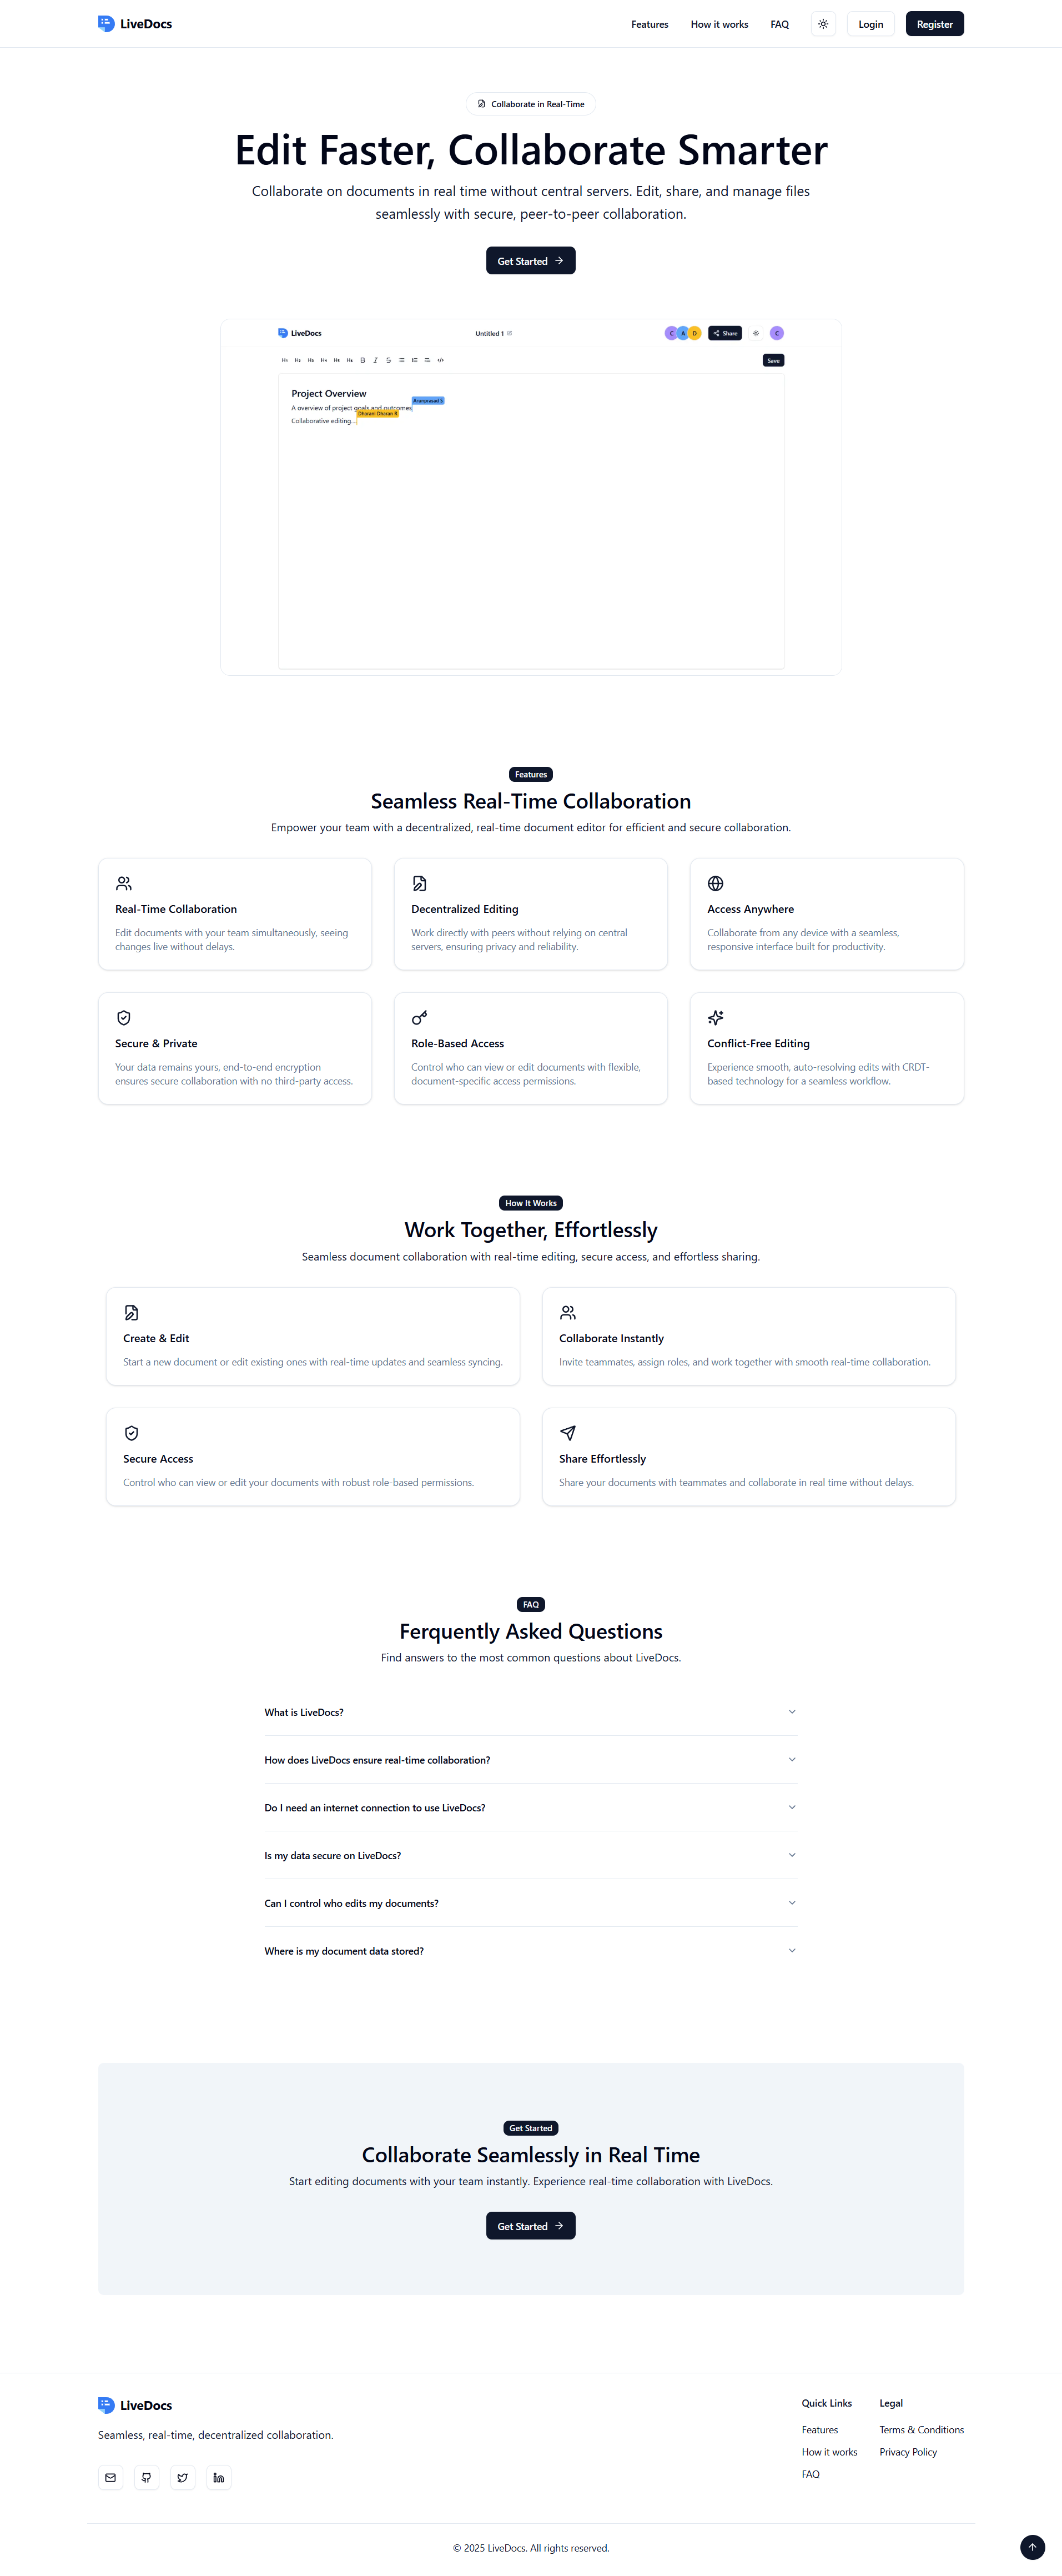 LiveDocs
Features
How it works
FAQ
Login
Register
Collaborate in Real-Time
Edit Faster, Collaborate Smarter
Collaborate on documents in real time without central servers. Edit, share, and manage files
seamlessly with secure, peer-to-peer collaboration.
Get Started
LiveDocs
Untitled 1
C A D
Share
C
H1 H2 H3 H4 H5 H6 B I S
Save
Project Overview
Arunprasad S
A overview of project goals and outcomes
Dharani Dharan R
Collaborative editing...
Features
Seamless Real-Time Collaboration
Empower your team with a decentralized, real-time document editor for efficient and secure collaboration.
Real-Time Collaboration
Edit documents with your team simultaneously, seeing
changes live without delays.
Decentralized Editing
Work directly with peers without relying on central
servers, ensuring privacy and reliability.
Access Anywhere
Collaborate from any device with a seamless,
responsive interface built for productivity.
Secure & Private
Your data remains yours, end-to-end encryption
ensures secure collaboration with no third-party access.
Role-Based Access
Control who can view or edit documents with flexible,
document-specific access permissions.
Conflict-Free Editing
Experience smooth, auto-resolving edits with CRDT-
based technology for a seamless workflow.
How It Works
Work Together, Effortlessly
Seamless document collaboration with real-time editing, secure access, and effortless sharing.
Create & Edit
Start a new document or edit existing ones with real-time updates and seamless syncing.
Collaborate Instantly
Invite teammates, assign roles, and work together with smooth real-time collaboration.
Secure Access
Control who can view or edit your documents with robust role-based permissions.
Share Effortlessly
Share your documents with teammates and collaborate in real time without delays.
FAQ
Ferquently Asked Questions
Find answers to the most common questions about LiveDocs.
What is LiveDocs?
How does LiveDocs ensure real-time collaboration?
Do I need an internet connection to use LiveDocs?
Is my data secure on LiveDocs?
Can I control who edits my documents?
Where is my document data stored?
Get Started
Collaborate Seamlessly in Real Time
Start editing documents with your team instantly. Experience real-time collaboration with LiveDocs.
Get Started
LiveDocs
Seamless, real-time, decentralized collaboration.
Quick Links
Features
How it works
FAQ
Legal
Terms & Conditions
Privacy Policy
© 2025 LiveDocs. All rights reserved.